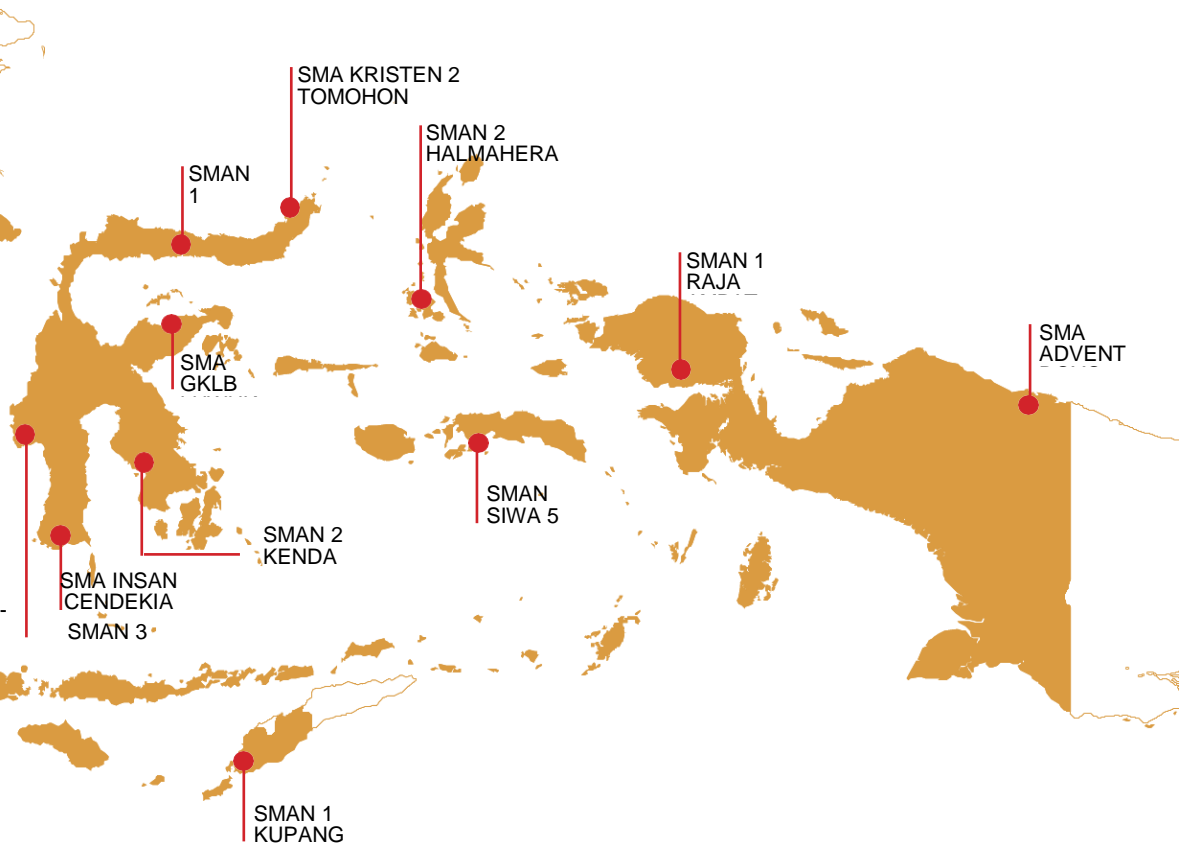 SMA KRISTEN 2
TOMOHON
SMAN 2
HALMAHERA
SMAN
1
SMAN 1
RAJA
SMA
ADVENT
SMA
GKLB
SMAN
SIWA 5
SMAN 2
KENDA
SMA INSAN
CENDEKIA
-
SMAN 3
SMAN 1
KUPANG